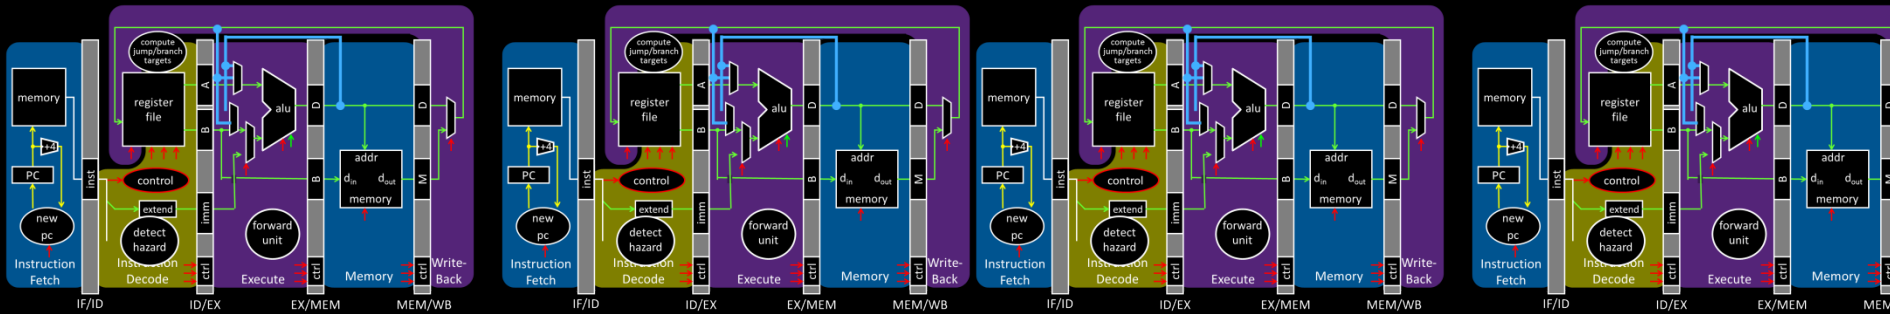 compute
jump/branch
targets
memory
register
file
A
B
alu
D
D
+4
addr
d_in d_out
memory
B
M
PC
inst
control
extend
imm
new
pc
detect
hazard
forward
unit
Instruction
Fetch
Instruction
Decode
ctrl
Execute
ctrl
Memory
ctrl
Write-
Back
IF/ID
ID/EX
EX/MEM
MEM/WB
compute
jump/branch
targets
memory
register
file
A
B
alu
D
D
+4
addr
d_in d_out
memory
B
M
PC
inst
control
extend
imm
new
pc
detect
hazard
forward
unit
Instruction
Fetch
Instruction
Decode
ctrl
Execute
ctrl
Memory
ctrl
Write-
Back
IF/ID
ID/EX
EX/MEM
MEM/WB
compute
jump/branch
targets
memory
register
file
A
B
alu
D
D
+4
addr
d_in d_out
memory
B
M
PC
inst
control
extend
imm
new
pc
detect
hazard
forward
unit
Instruction
Fetch
Instruction
Decode
ctrl
Execute
ctrl
Memory
ctrl
Write-
Back
IF/ID
ID/EX
EX/MEM
MEM/WB
compute
jump/branch
targets
memory
register
file
A
B
alu
D
D
+4
addr
d_in d_out
memory
B
M
PC
inst
control
extend
imm
new
pc
detect
hazard
forward
unit
Instruction
Fetch
Instruction
Decode
ctrl
Execute
ctrl
Memory
IF/ID
ID/EX
EX/MEM